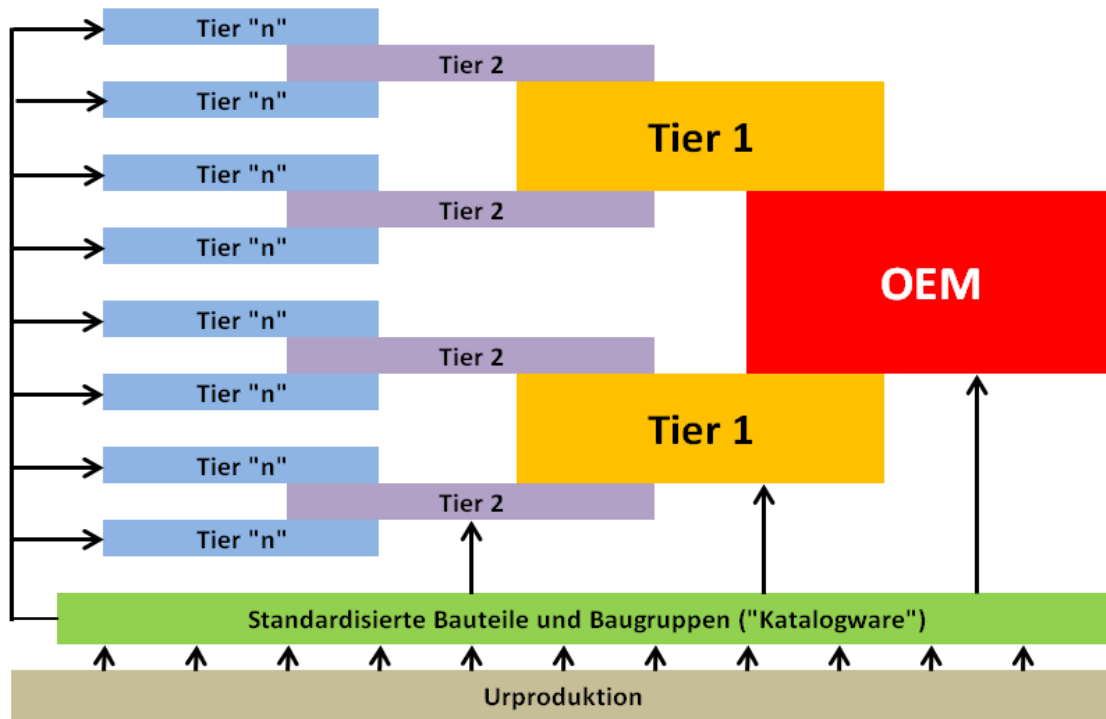 Tier "n"
Tier 2
Tier "n"
Tier 1
Tier "n"
Tier 2
Tier "n"
OEM
Tier "n"
Tier 2
Tier "n"
Tier 1
Tier "n"
Tier 2
Tier "n"
Standardisierte Bauteile und Baugruppen ("Katalogware")
Urproduktion